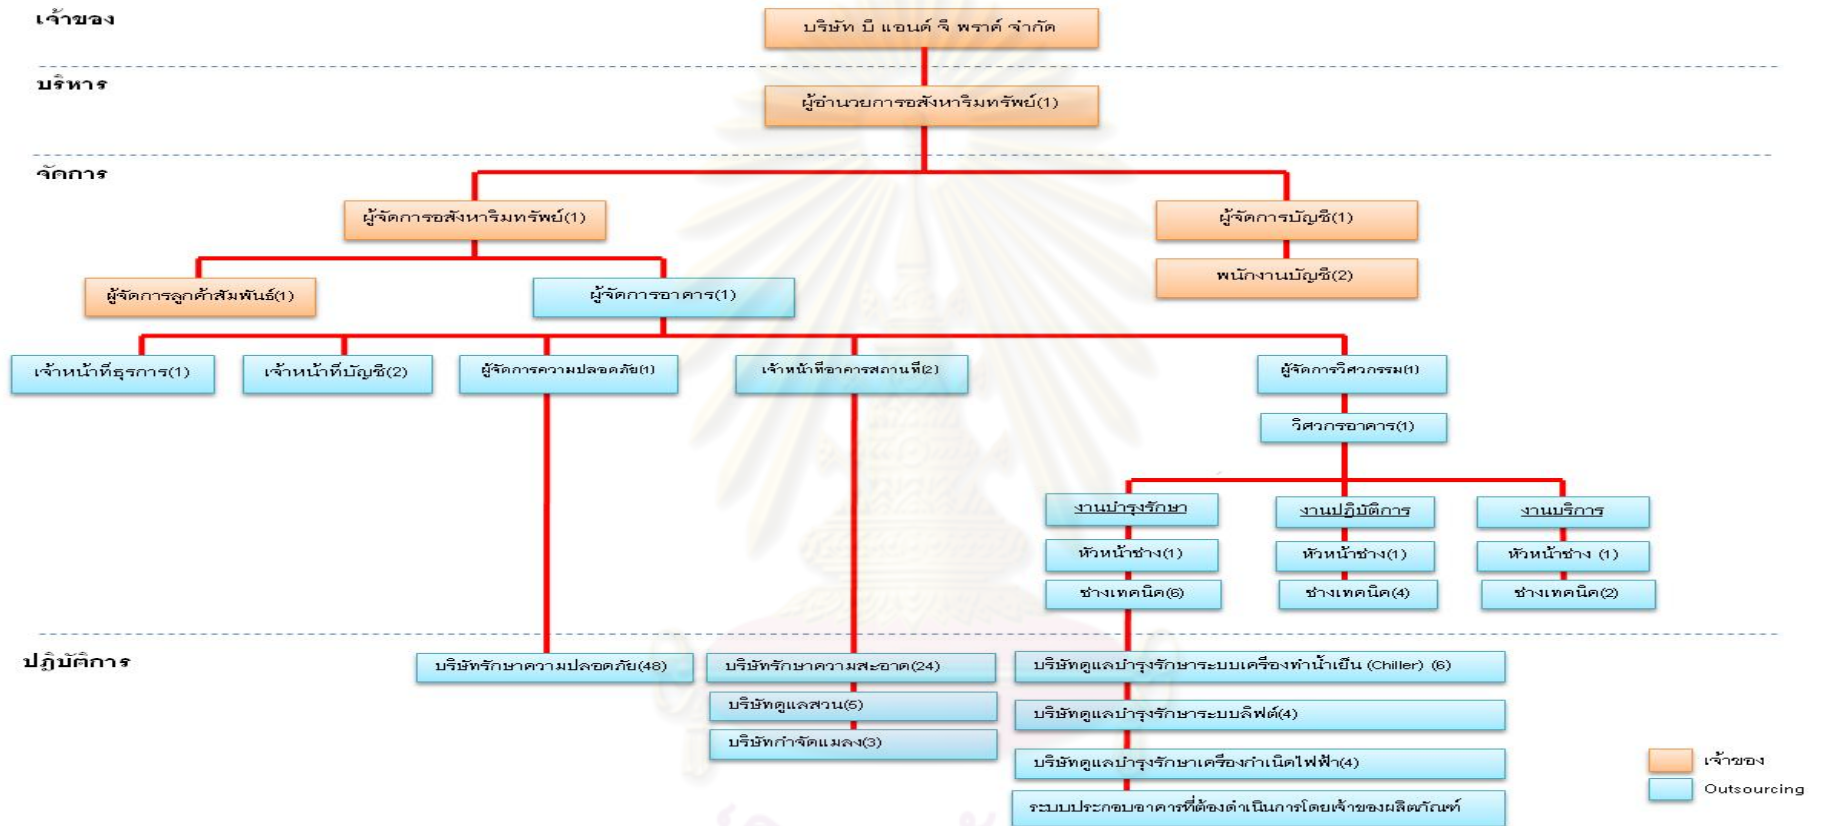 เจ้าของ
บริษัท บี แอนด์ จี พราค์ จำกัด
บริหาร
ผู้อำนวยการอสังหาริมทรัพย์(1)
จัดการ
ผู้จัดการอสังหาริมทรัพย์(1)
ผู้จัดการบัญชี(1)
ผู้จัดการลูกค้าสัมพันธ์(1)
ผู้จัดการอาคาร(1)
พนักงานบัญชี(2)
เจ้าหน้าที่ธุรการ(1)
เจ้าหน้าที่บัญชี(2)
ผู้จัดการความปลอดภัย(1)
เจ้าหน้าที่อาคารสถานที่(2)
ผู้จัดการวิศวกรรม(1)
วิศวกรอาคาร(1)
งานบำรุงรักษา
งานปฏิบัติการ
งานบริการ
หัวหน้าช่าง(1)
หัวหน้าช่าง(1)
หัวหน้าช่าง (1)
ช่างเทคนิค(6)
ช่างเทคนิค(4)
ช่างเทคนิค(2)
ปฏิบัติการ
บริษัทรักษาความปลอดภัย(48)
บริษัทรักษาความสะอาด(24)
บริษัทดูแลบำรุงรักษาระบบเครื่องทำน้ำเย็น (Chiller) (6)
บริษัทดูแลสวน(5)
บริษัทดูแลบำรุงรักษาระบบลิฟต์(4)
บริษัทกำจัดแมลง(3)
บริษัทดูแลบำรุงรักษาเครื่องกำเนิดไฟฟ้า(4)
ระบบประกอบอาคารที่ต้องดำเนินการโดยเจ้าของผลิตภัณฑ์
เจ้าของ
Outsourcing